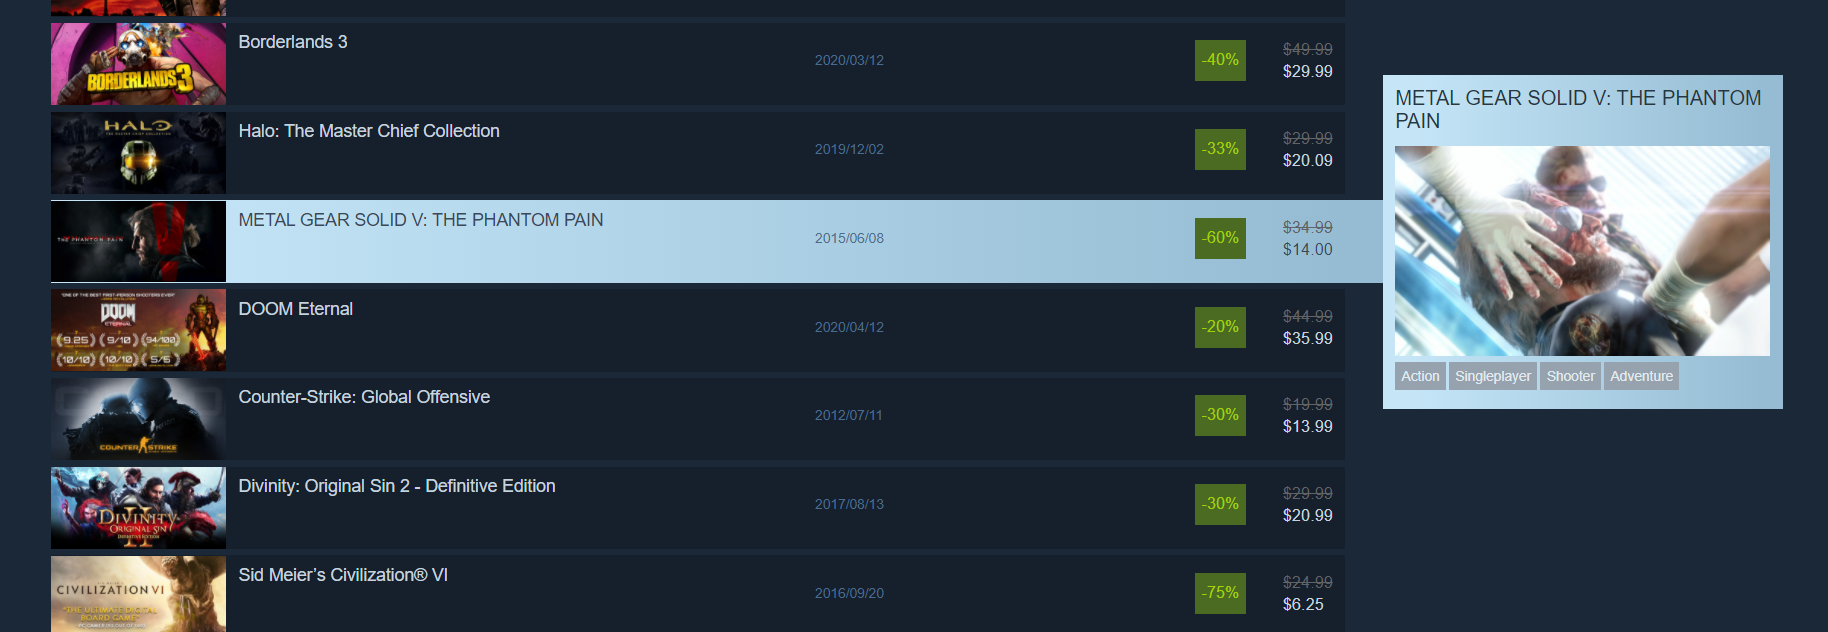 Borderlands 3
BORDERLANDS 3
2020/03/12
-40%
$49.99
$29.99
METAL GEAR SOLID V: THE PHANTOM
PAIN
HALO
THE MASTER CHIEF COLLECTION
Halo: The Master Chief Collection
2019/12/02
-33%
$29.99
$20.09
THE PHANTOM PAIN
METAL GEAR SOLID V: THE PHANTOM PAIN
2015/06/08
-60%
$34.99
$14.00
"ONE OF THE BEST FIRST-PERSON SHOOTERS EVER"
DOOM
ETERNAL
9.25 9/10 94/100
10/10 10/10 5/5
DOOM Eternal
2020/04/12
-20%
$44.99
$35.99
Action Singleplayer Shooter Adventure
COUNTER STRIKE
Counter-Strike: Global Offensive
2012/07/11
-30%
$19.99
$13.99
DIVINITY
II
ORIGINAL SIN
DEFINITIVE EDITION
Divinity: Original Sin 2 - Definitive Edition
2017/08/13
-30%
$29.99
$20.99
CIVILIZATION VI
"THE ULTIMATE DIGITAL
BOARD GAME"
Sid Meier’s Civilization® VI
2016/09/20
-75%
$24.99
$6.25